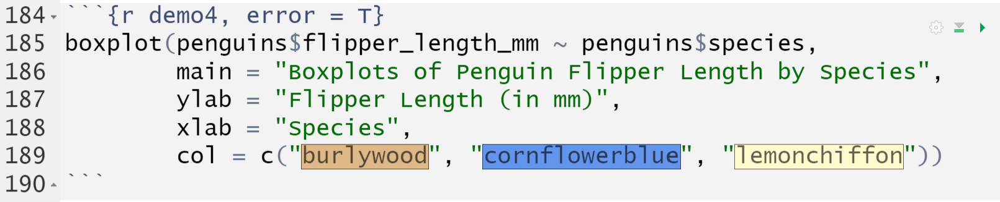 184 ```{r demo4, error = T}
185 boxplot(penguins$flipper_length_mm ~ penguins$species,
186         main = "Boxplots of Penguin Flipper Length by Species",
187         ylab = "Flipper Length (in mm)",
188         xlab = "Species",
189         col = c("burlywood", "cornflowerblue", "lemonchiffon"))
190 ```